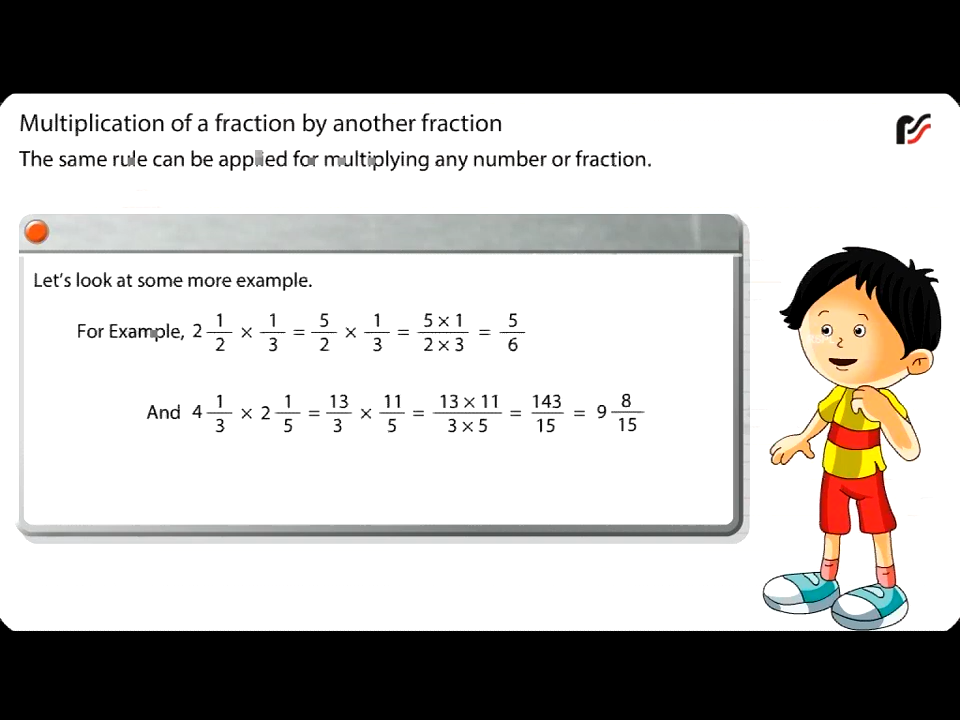 Multiplication of a fraction by another fraction
The same rule can be applied for multiplying any number or fraction.
Let's look at some more example.
For Example, 2 1/2 × 1/3 = 5/2 × 1/3 = 5 × 1/2 × 3 = 5/6
And 4 1/3 × 2 1/5 = 13/3 × 11/5 = 13 × 11/3 × 5 = 143/15 = 9 8/15